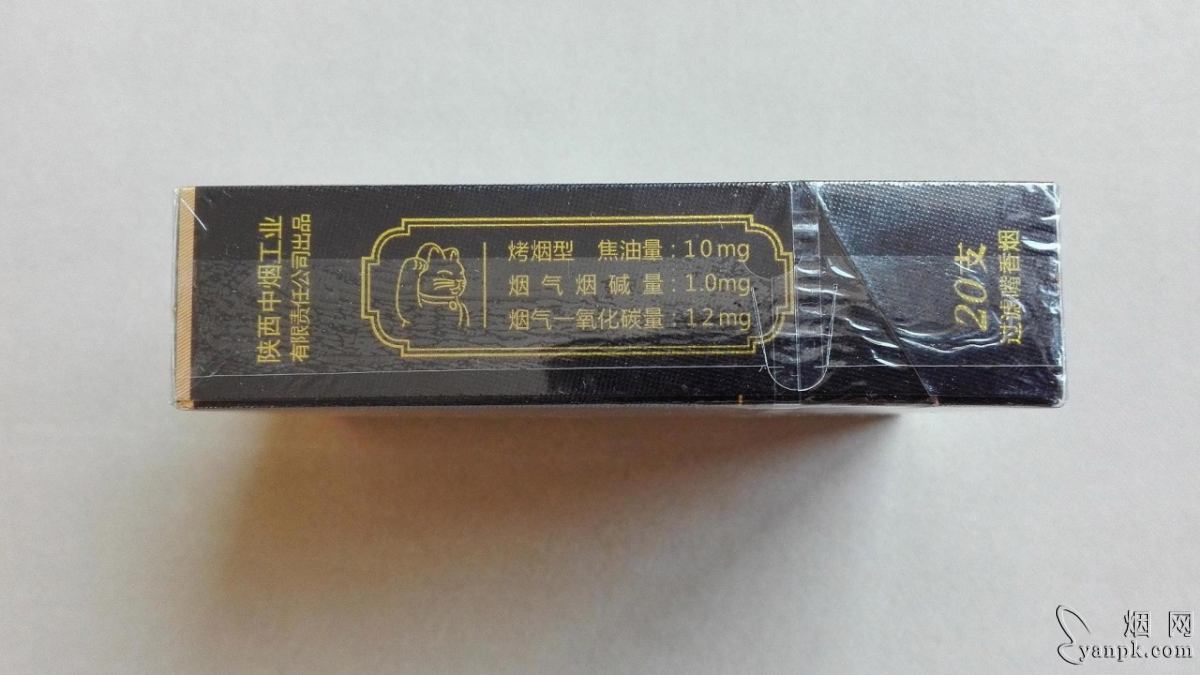 陕西中烟工业
有限责任公司出品
烤烟型 焦油量:10mg
烟气烟碱量:1.0mg
烟气一氧化碳量:12mg
20支
过滤嘴香烟
烟网
yanpk.com